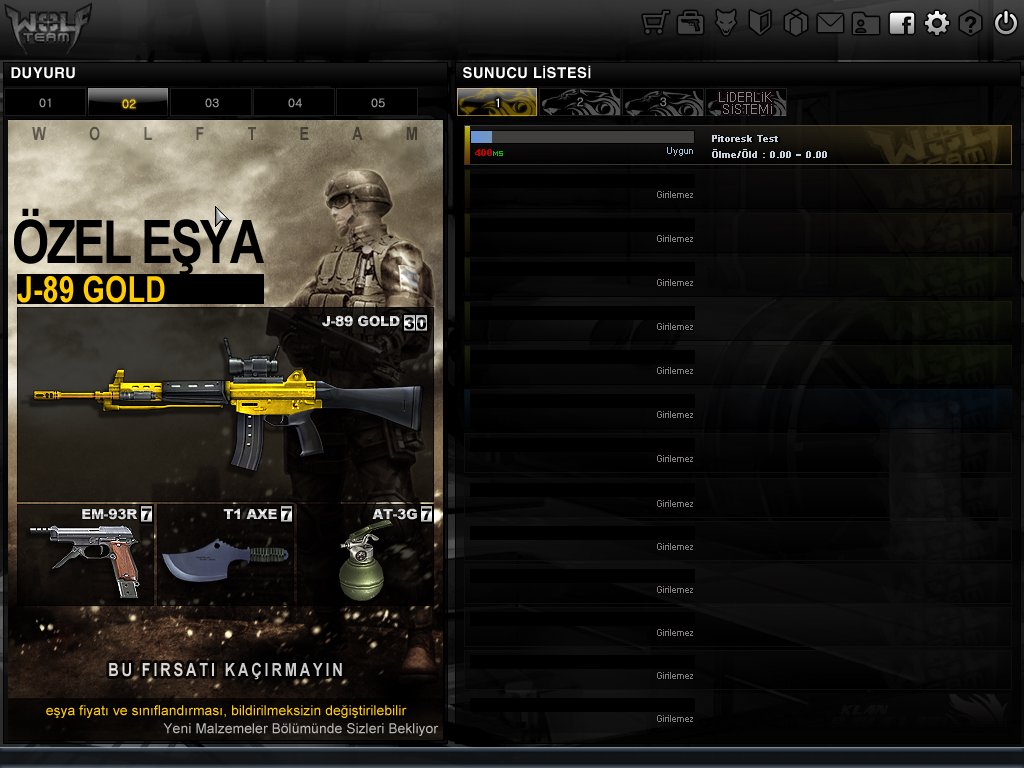 WOLF
TEAM
DUYURU
01 02 03 04 05
WOLFTEAM
ÖZEL EŞYA
J-89 GOLD
J-89 GOLD 30
EM-93R 7
T1 AXE 7
AT-3G 7
BU FIRSATI KAÇIRMAYIN
eşya fiyatı ve sınıflandırması, bildirilmeksizin değiştirilebilir
Yeni Malzemeler Bölümünde Sizleri Bekliyor
SUNUCU LİSTESİ
1 2 3 LİDERLİK
SİSTEMİ
Pitoresk Test
400MS Uygun
Ölme/Öld : 0.00 - 0.00
Girilemez
Girilemez
Girilemez
Girilemez
Girilemez
Girilemez
Girilemez
Girilemez
Girilemez
Girilemez
Girilemez
Girilemez
Girilemez